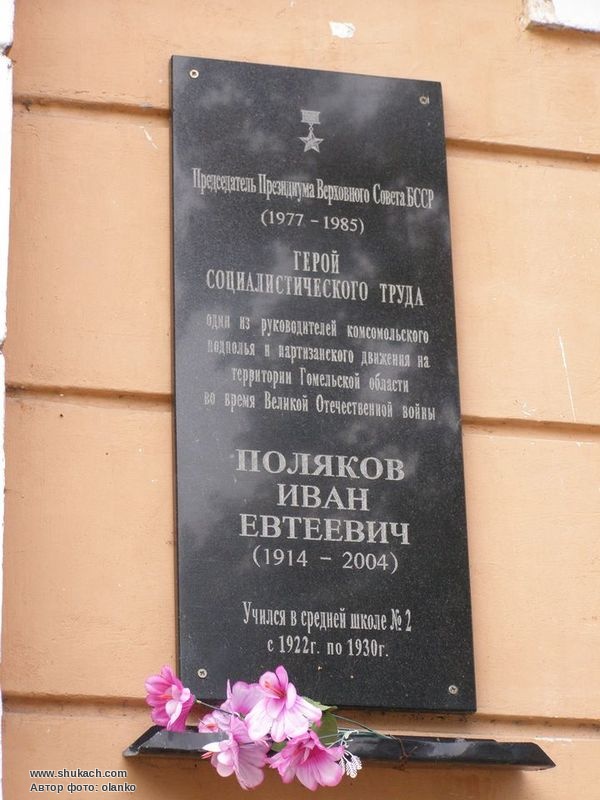 Председатель Президиума Верховного Совета БССР
(1977 - 1985)
ГЕРОЙ
СОЦИАЛИСТИЧЕСКОГО ТРУДА
один из руководителей комсомольского
подполья и партизанского движения на
территории Гомельской области
во время Великой Отечественной войны
ПОЛЯКОВ
ИВАН
ЕВТЕЕВИЧ
(1914 - 2004)
Учился в средней школе № 2
с 1922г. по 1930г.
www.shukach.com
Автор фото: olanko